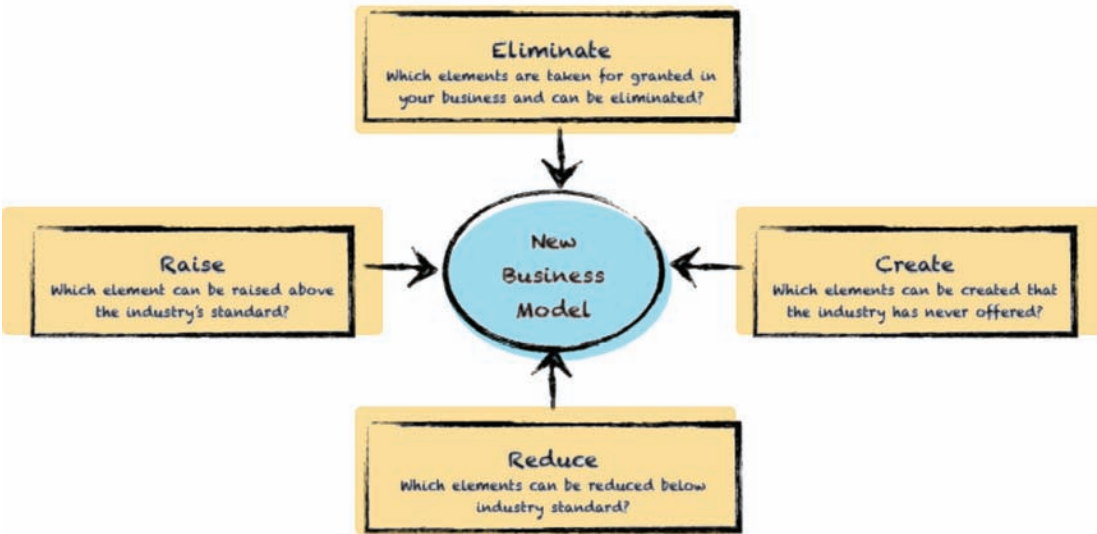 Eliminate
Which elements are taken for granted in
your business and can be eliminated?
Raise
Which element can be raised above
the industry's standard?
New
Business
Model
Create
Which elements can be created that
the industry has never offered?
Reduce
Which elements can be reduced below
industry standard?